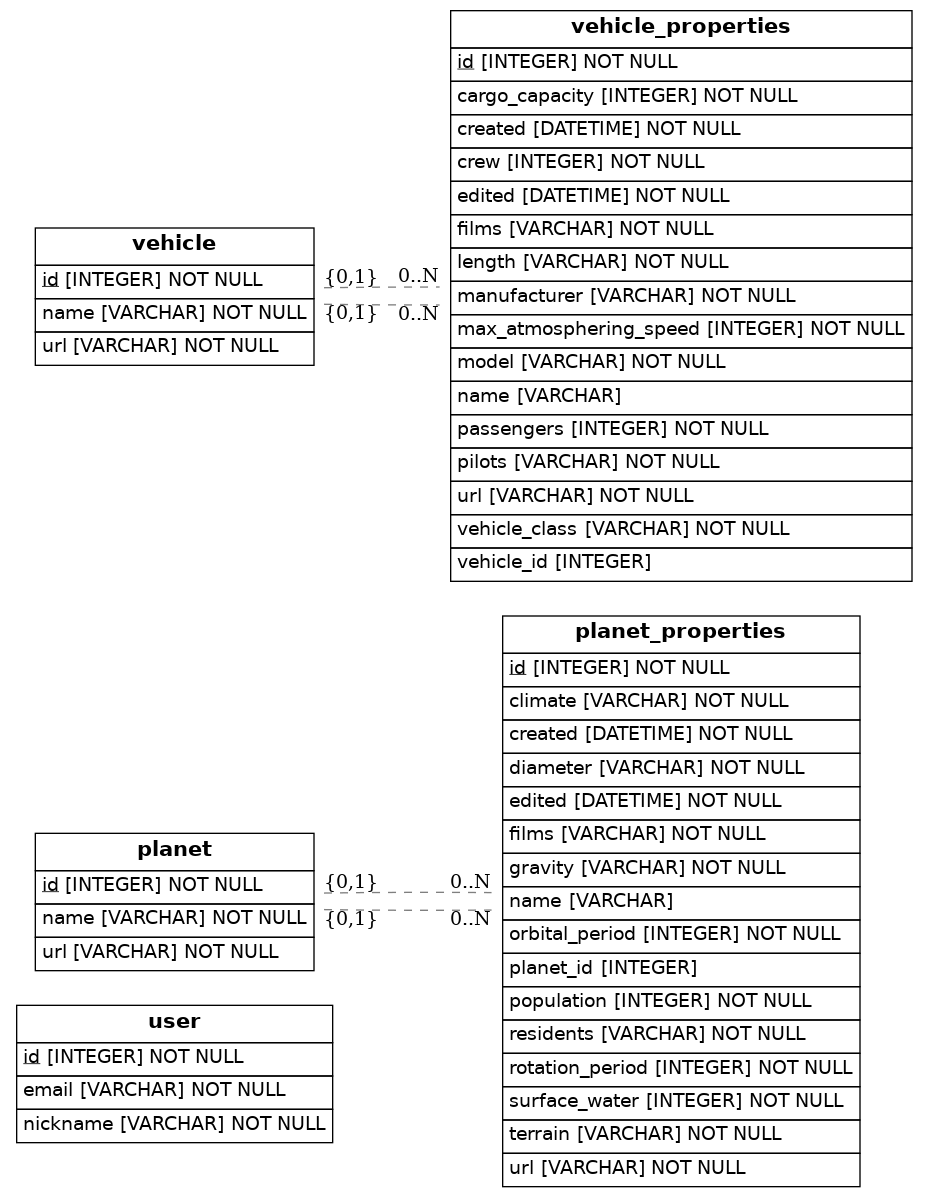 vehicle_properties
id [INTEGER] NOT NULL
cargo_capacity [INTEGER] NOT NULL
created [DATETIME] NOT NULL
crew [INTEGER] NOT NULL
edited [DATETIME] NOT NULL
films [VARCHAR] NOT NULL
length [VARCHAR] NOT NULL
manufacturer [VARCHAR] NOT NULL
max_atmosphering_speed [INTEGER] NOT NULL
model [VARCHAR] NOT NULL
name [VARCHAR]
passengers [INTEGER] NOT NULL
pilots [VARCHAR] NOT NULL
url [VARCHAR] NOT NULL
vehicle_class [VARCHAR] NOT NULL
vehicle_id [INTEGER]
vehicle
id [INTEGER] NOT NULL
name [VARCHAR] NOT NULL
url [VARCHAR] NOT NULL
{0,1} 0..N
{0,1} 0..N
planet_properties
id [INTEGER] NOT NULL
climate [VARCHAR] NOT NULL
created [DATETIME] NOT NULL
diameter [VARCHAR] NOT NULL
edited [DATETIME] NOT NULL
films [VARCHAR] NOT NULL
gravity [VARCHAR] NOT NULL
name [VARCHAR]
orbital_period [INTEGER] NOT NULL
planet_id [INTEGER]
population [INTEGER] NOT NULL
residents [VARCHAR] NOT NULL
rotation_period [INTEGER] NOT NULL
surface_water [INTEGER] NOT NULL
terrain [VARCHAR] NOT NULL
url [VARCHAR] NOT NULL
planet
id [INTEGER] NOT NULL
name [VARCHAR] NOT NULL
url [VARCHAR] NOT NULL
{0,1} 0..N
{0,1} 0..N
user
id [INTEGER] NOT NULL
email [VARCHAR] NOT NULL
nickname [VARCHAR] NOT NULL